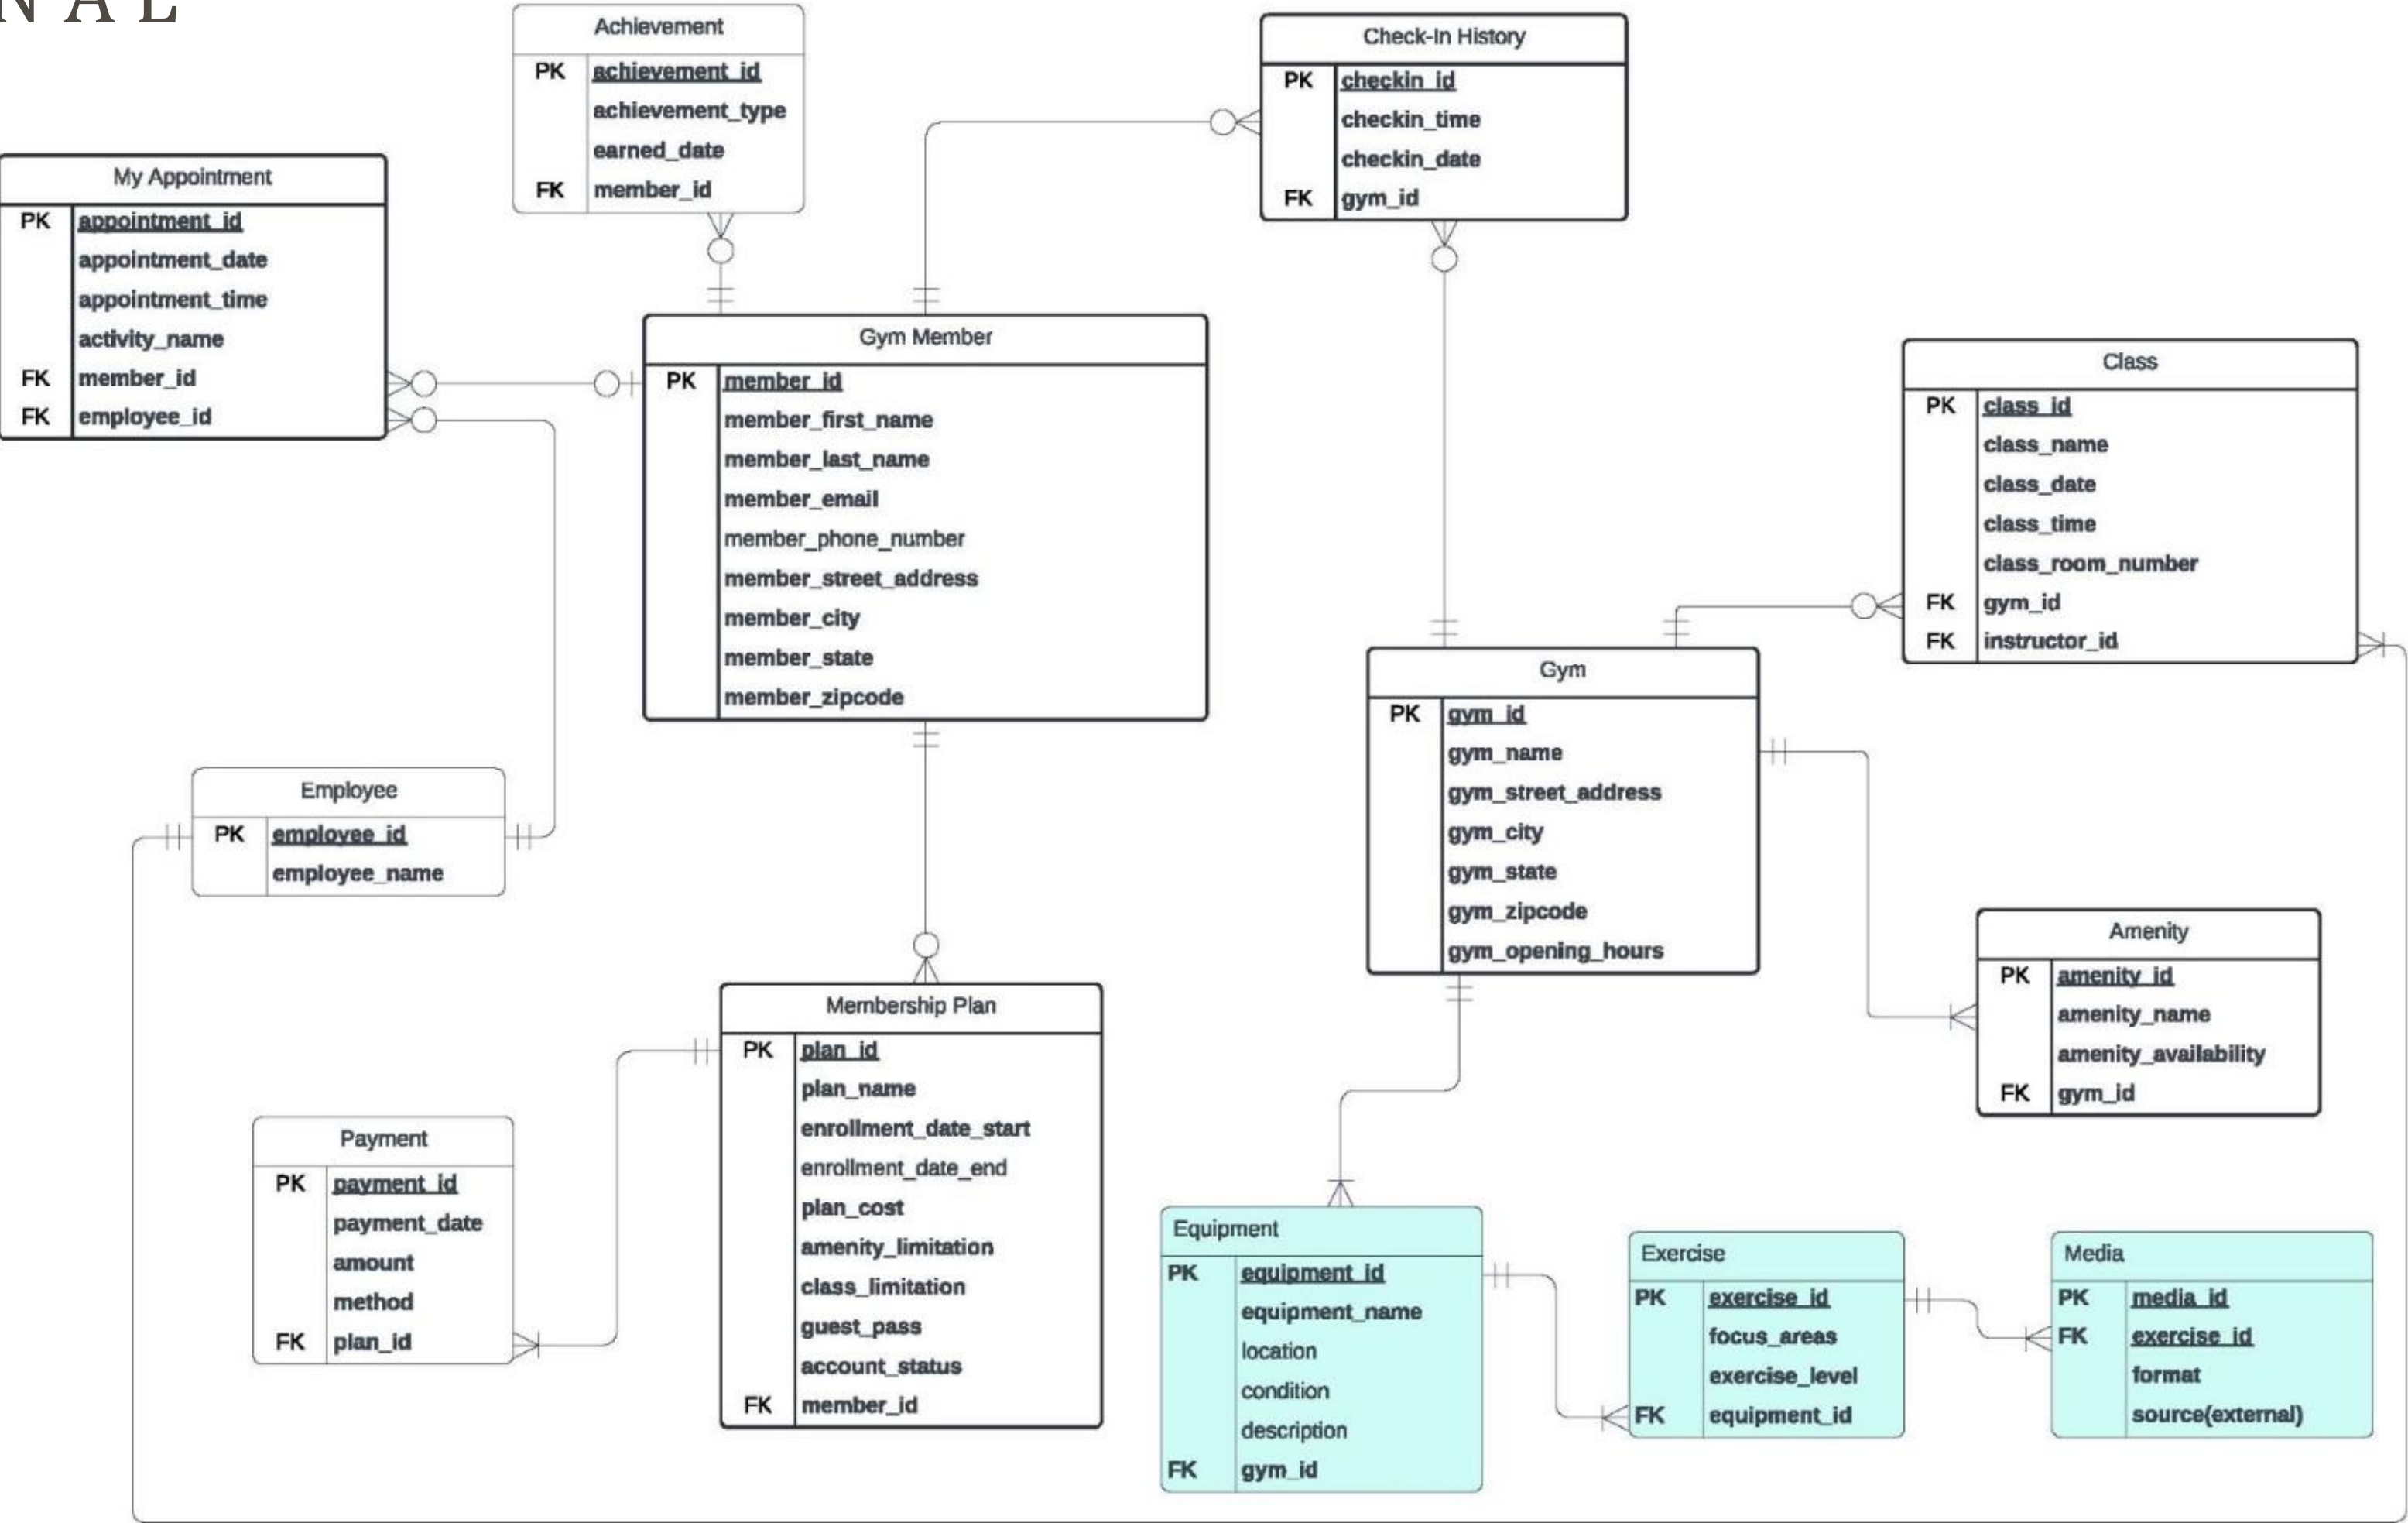 N A L
Achievement
PK achievement_id
achievement_type
earned_date
FK member_id
Check-In History
PK checkin_id
checkin_time
checkin_date
FK gym_id
My Appointment
PK appointment_id
appointment_date
appointment_time
activity_name
FK member_id
FK employee_id
Gym Member
PK member_id
member_first_name
member_last_name
member_email
member_phone_number
member_street_address
member_city
member_state
member_zipcode
Class
PK class_id
class_name
class_date
class_time
class_room_number
FK gym_id
FK instructor_id
Gym
PK gym_id
gym_name
gym_street_address
gym_city
gym_state
gym_zipcode
gym_opening_hours
Employee
PK employee_id
employee_name
Amenity
PK amenity_id
amenity_name
amenity_availability
FK gym_id
Membership Plan
PK plan_id
plan_name
enrollment_date_start
enrollment_date_end
plan_cost
amenity_limitation
class_limitation
guest_pass
account_status
FK member_id
Payment
PK payment_id
payment_date
amount
method
FK plan_id
Equipment
PK equipment_id
equipment_name
location
condition
description
FK gym_id
Exercise
PK exercise_id
focus_areas
exercise_level
FK equipment_id
Media
PK media_id
FK exercise_id
format
source(external)